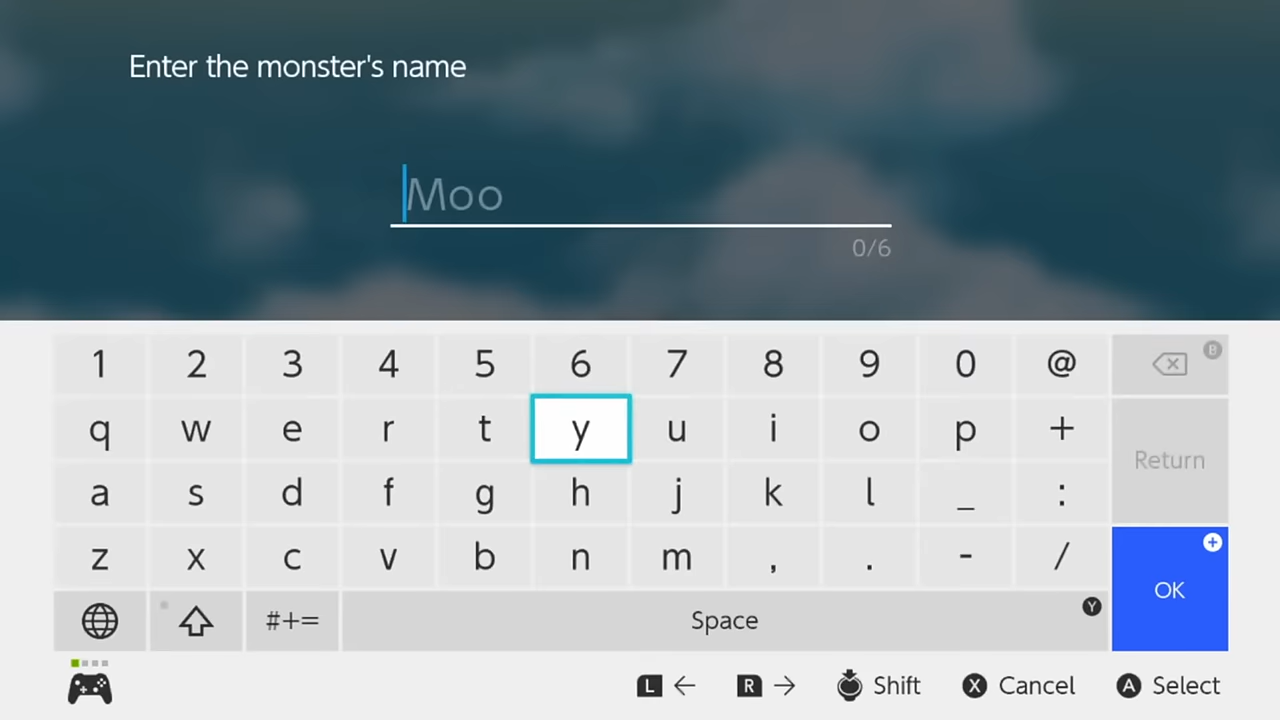 Enter the monster's name
Moo
0/6
1 2 3 4 5 6 7 8 9 0 @ B
q w e r t y u i o p +
Return
a s d f g h j k l _ :
z x c v b n m , . - /
+
OK
#+= Space Y
L ← R → Shift X Cancel A Select